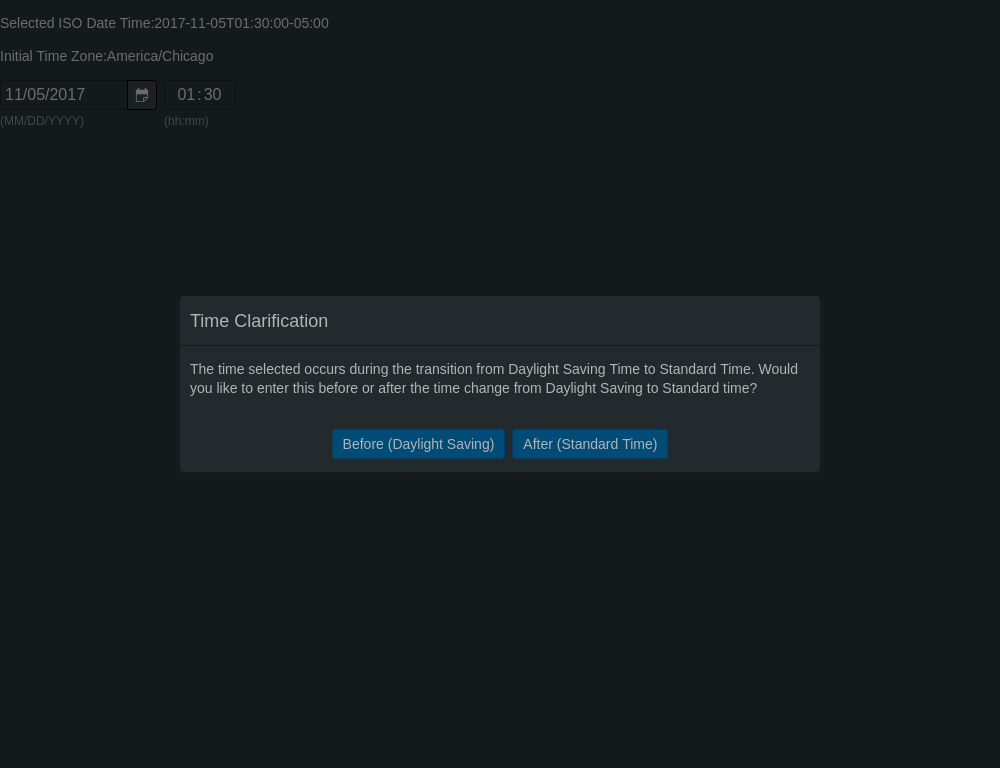 Selected ISO Date Time:2017-11-05T01:30:00-05:00
Initial Time Zone:America/Chicago
11/05/2017 01:30
(MM/DD/YYYY) (hh:mm)
Time Clarification
The time selected occurs during the transition from Daylight Saving Time to Standard Time. Would
you like to enter this before or after the time change from Daylight Saving to Standard time?
Before (Daylight Saving) After (Standard Time)